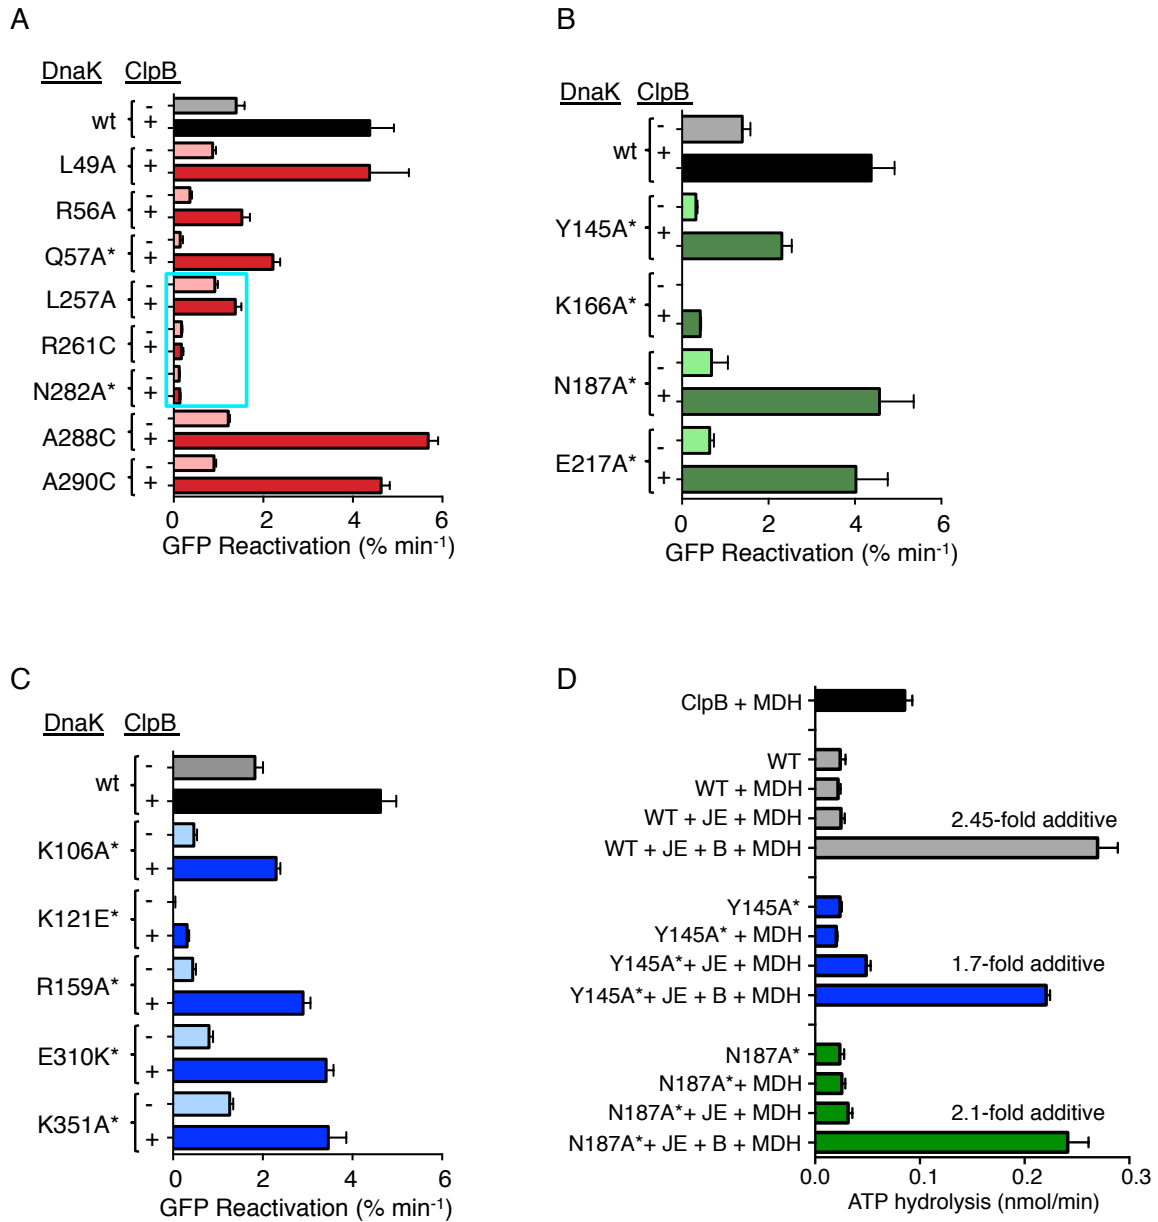 A
DnaK ClpB
wt - +
L49A - +
R56A - +
Q57A* - +
L257A - +
R261C - +
N282A* - +
A288C - +
A290C - +
0 2 4 6
GFP Reactivation (% min-1)
B
DnaK ClpB
wt - +
Y145A* - +
K166A* - +
N187A* - +
E217A* - +
0 2 4 6
GFP Reactivation (% min-1)
C
DnaK ClpB
wt - +
K106A* - +
K121E* - +
R159A* - +
E310K* - +
K351A* - +
0 2 4 6
GFP Reactivation (% min-1)
D
ClpB + MDH
WT
WT + MDH
WT + JE + MDH
2.45-fold additive
WT + JE + B + MDH
Y145A*
Y145A* + MDH
Y145A*+ JE + MDH
1.7-fold additive
Y145A*+ JE + B + MDH
N187A*
N187A*+ MDH
N187A*+ JE + MDH
2.1-fold additive
N187A*+ JE + B + MDH
0.0 0.1 0.2 0.3
ATP hydrolysis (nmol/min)